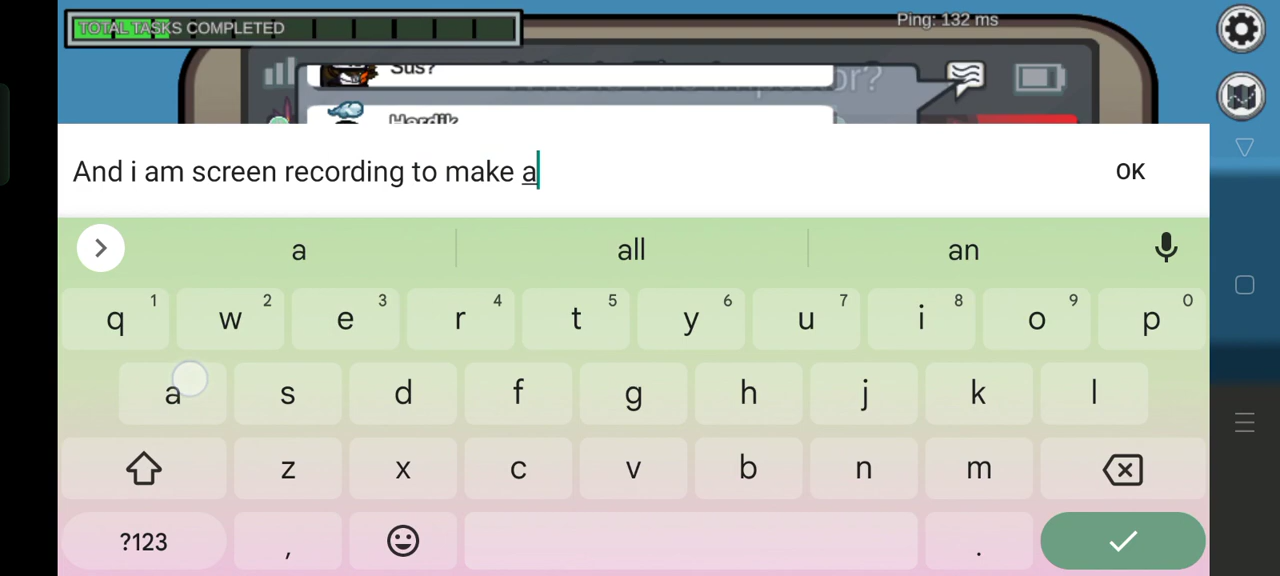 TOTAL TASKS COMPLETED
Ping: 132 ms
Sus?
Hardik
And i am screen recording to make a
OK
a all an
q 1 w 2 e 3 r 4 t 5 y 6 u 7 i 8 o 9 p 0
a s d f g h j k l
z x c v b n m
?123 , .